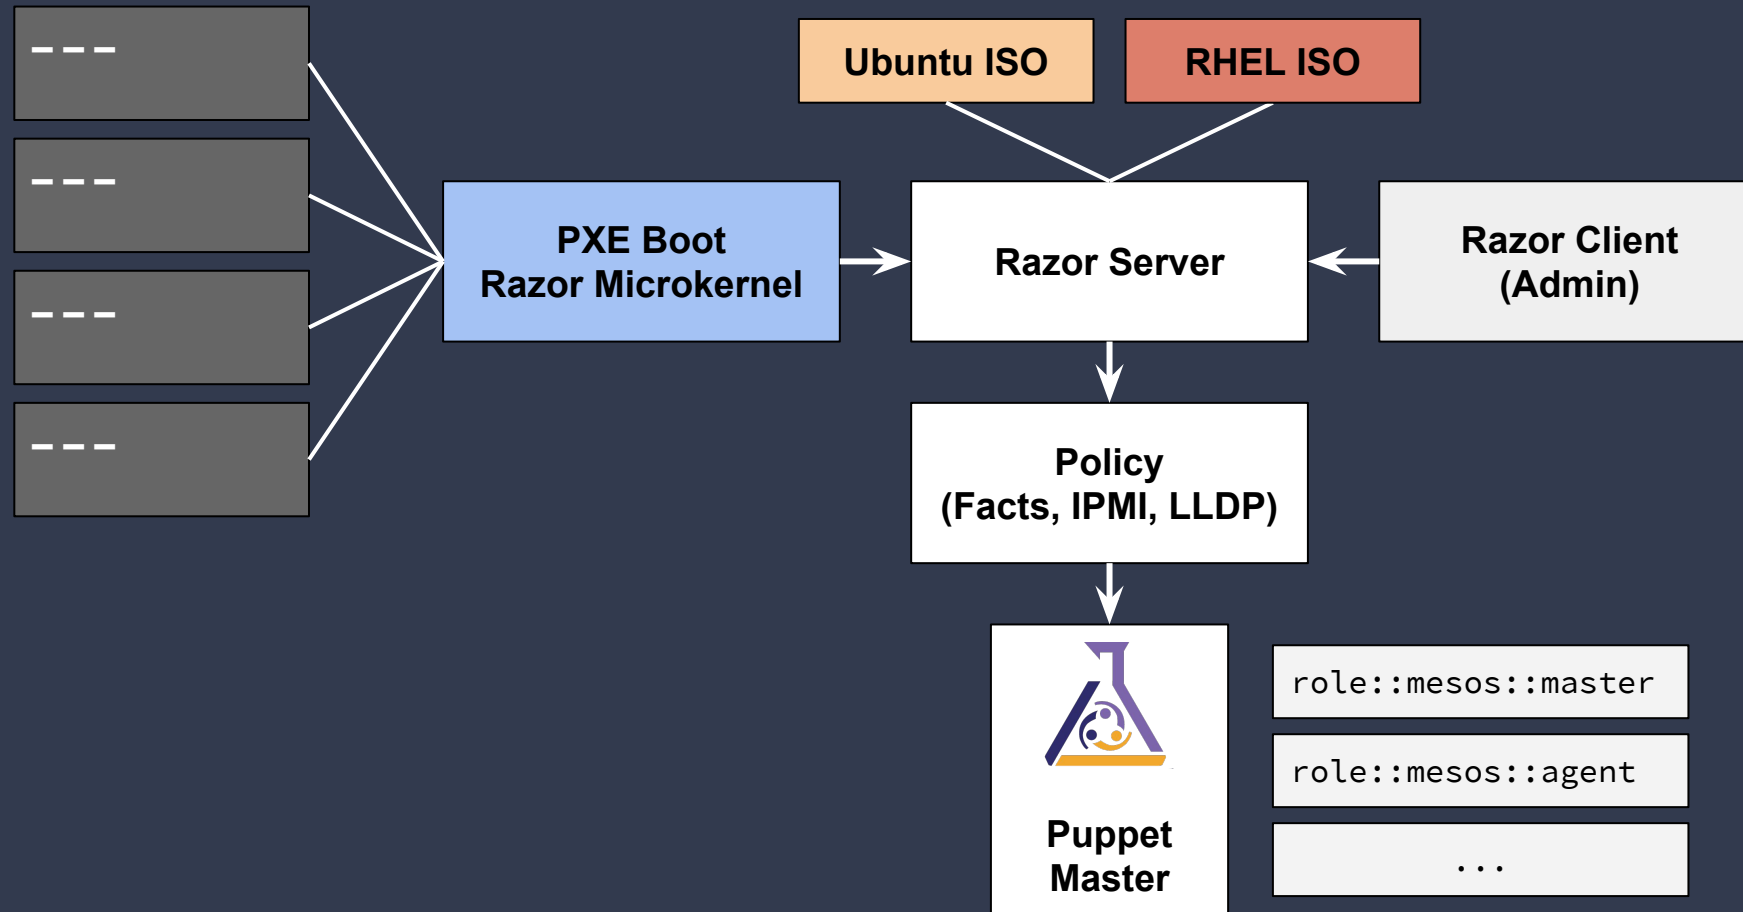 ---
---
---
---
Ubuntu ISO
RHEL ISO
PXE Boot
Razor Microkernel
Razor Server
Razor Client
(Admin)
Policy
(Facts, IPMI, LLDP)
Puppet
Master
role::mesos::master
role::mesos::agent
...